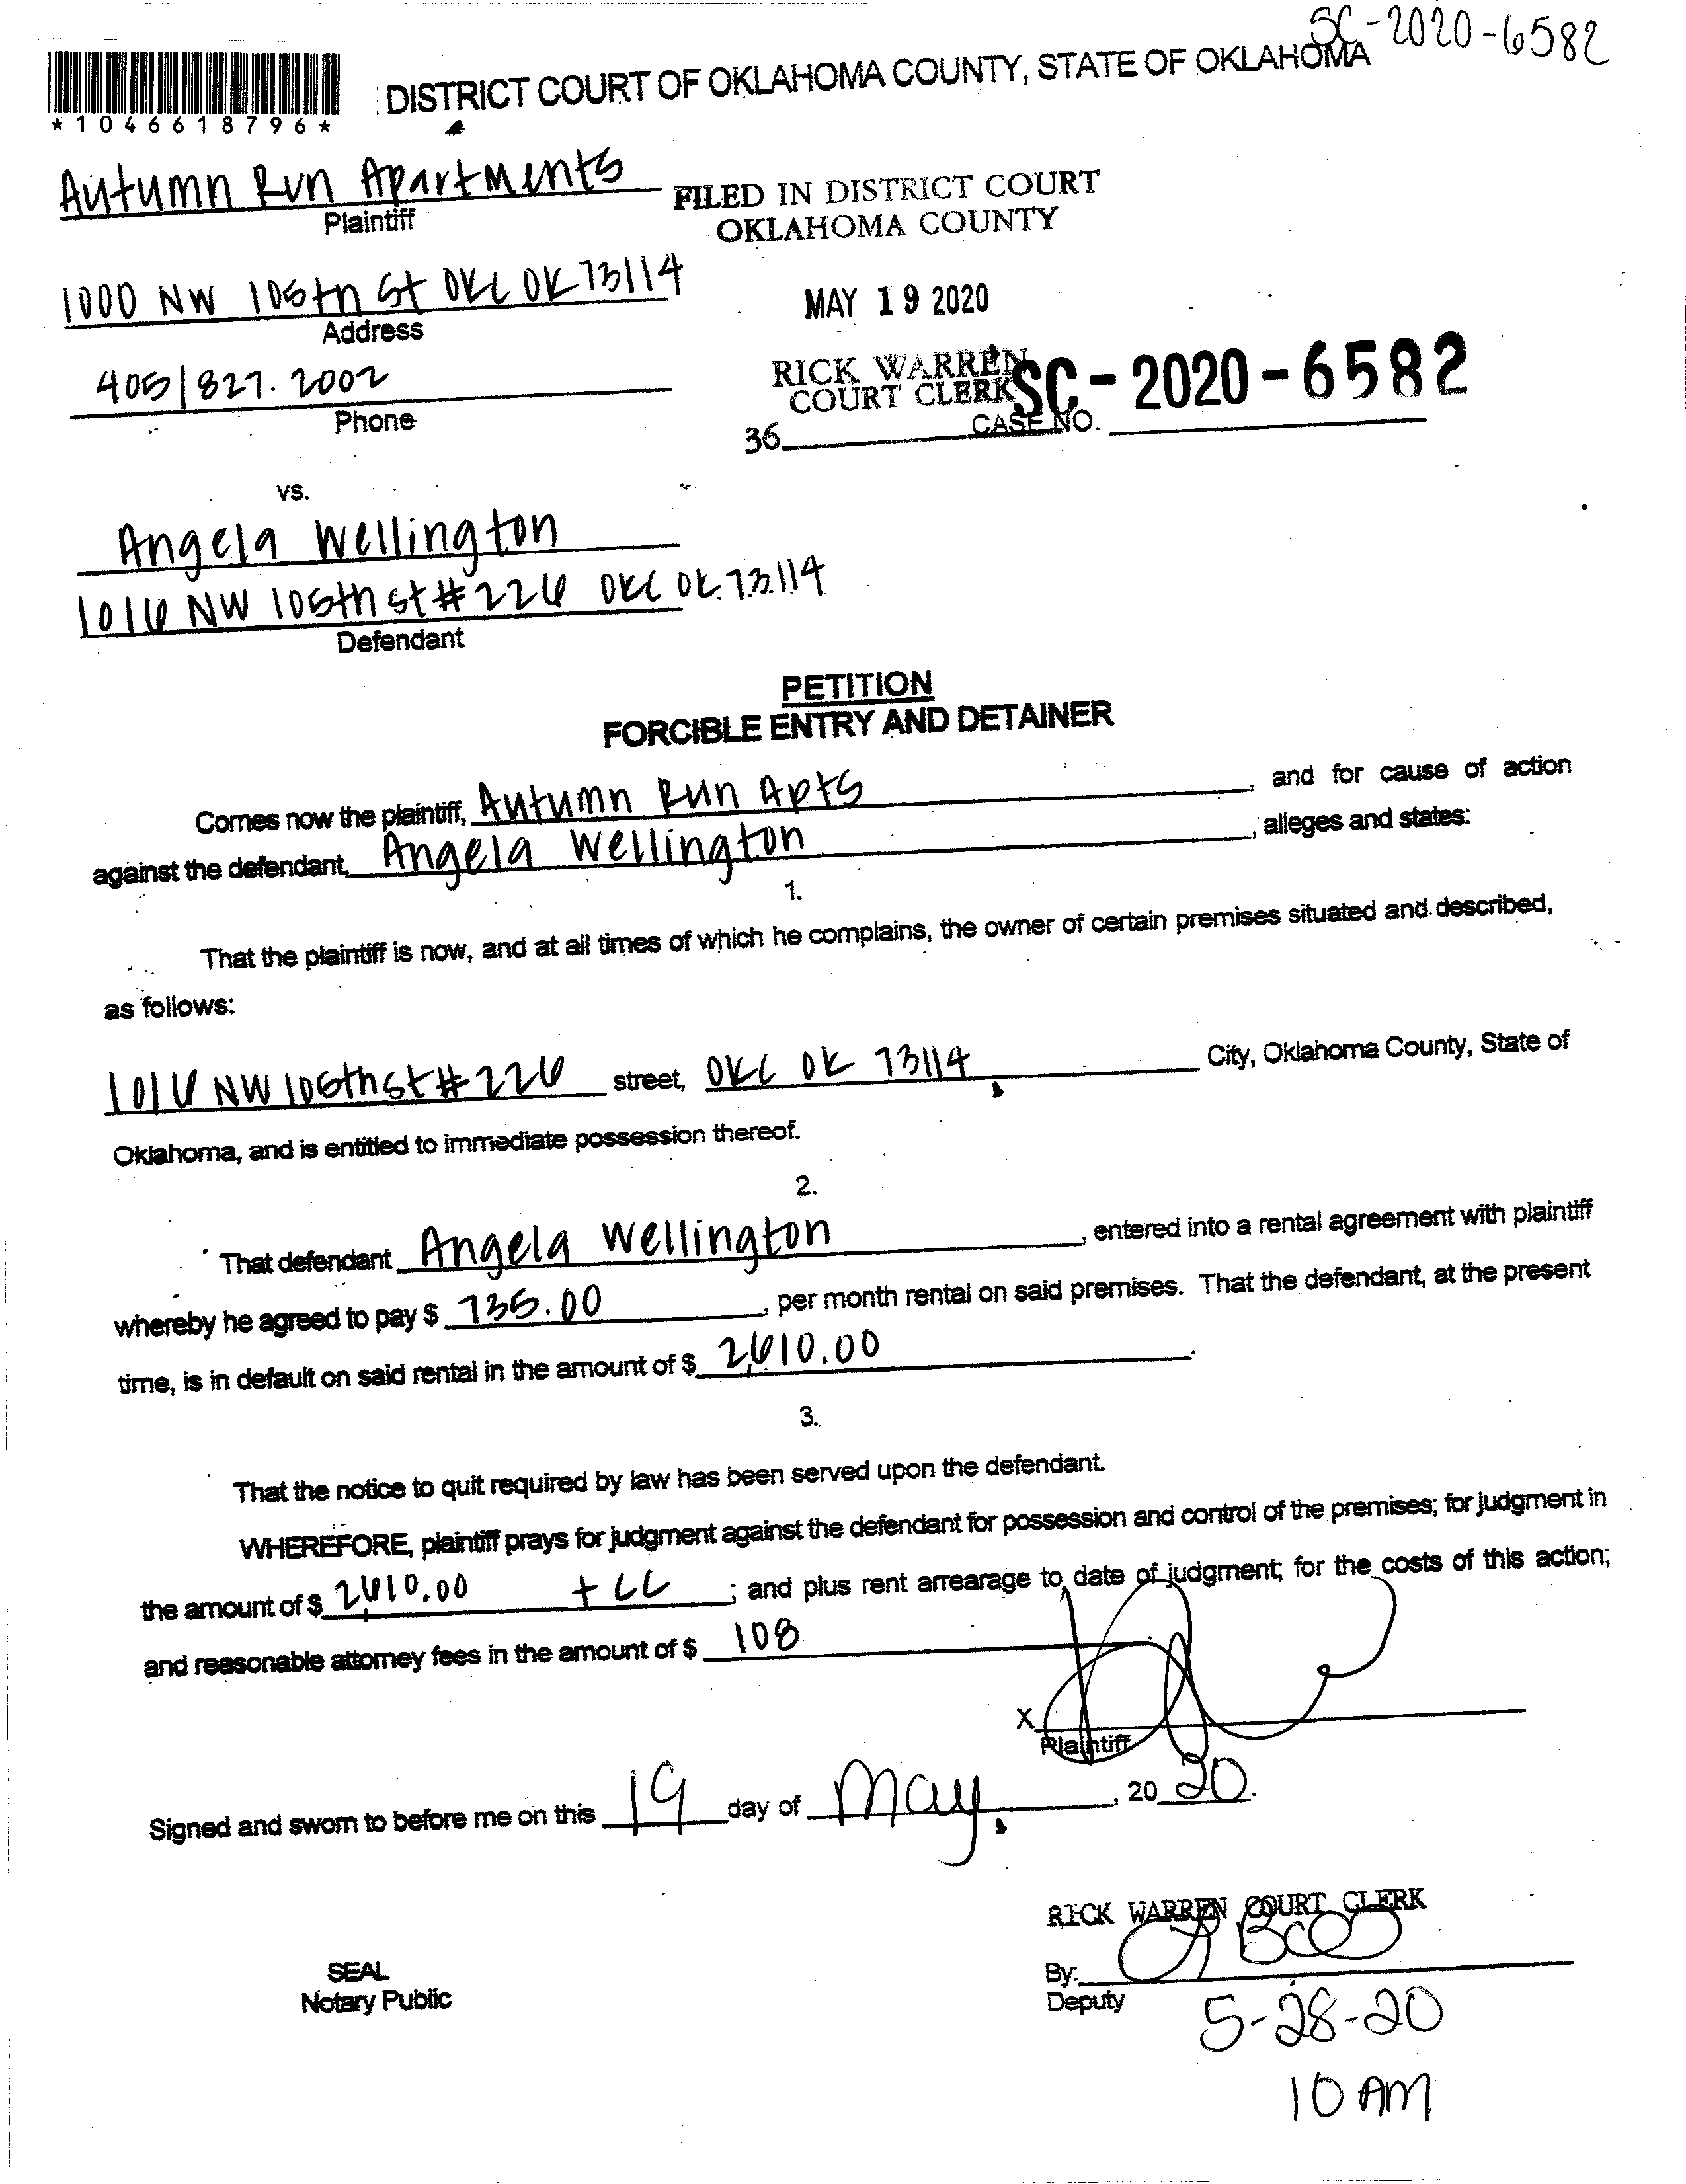 SC-2020-6582
*1046618796*
DISTRICT COURT OF OKLAHOMA COUNTY, STATE OF OKLAHOMA
Autumn Run Apartments
Plaintiff
FILED IN DISTRICT COURT
OKLAHOMA COUNTY
1000 NW 105th St OKC OK 73114
Address
MAY 19 2020
405/827.2002
Phone
RICK WARREN
COURT CLERK
36
SC-2020-6582
CASE NO.
vs.
Angela Wellington
1016 NW 105th st #226 OKC OK 73114
Defendant
PETITION
FORCIBLE ENTRY AND DETAINER
Comes now the plaintiff, Autumn Run Apts, and for cause of action
against the defendant, Angela Wellington, alleges and states:
1.
That the plaintiff is now, and at all times of which he complains, the owner of certain premises situated and described,
as follows:
1016 NW 106th st #226 street, OKC OK 73114 City, Oklahoma County, State of
Oklahoma, and is entitled to immediate possession thereof.
2.
That defendant Angela Wellington, entered into a rental agreement with plaintiff
whereby he agreed to pay $ 735.00, per month rental on said premises. That the defendant, at the present
time, is in default on said rental in the amount of $ 2,610.00.
3.
That the notice to quit required by law has been served upon the defendant.
WHEREFORE, plaintiff prays for judgment against the defendant for possession and control of the premises; for judgment in
the amount of $ 2,610.00 + CC; and plus rent arrearage to date of judgment; for the costs of this action;
and reasonable attorney fees in the amount of $ 108
X
Plaintiff
Signed and sworn to before me on this 19 day of May, 2020.
RICK WARREN COURT CLERK
SEAL
Notary Public
By:
Deputy
5-28-20
10 AM